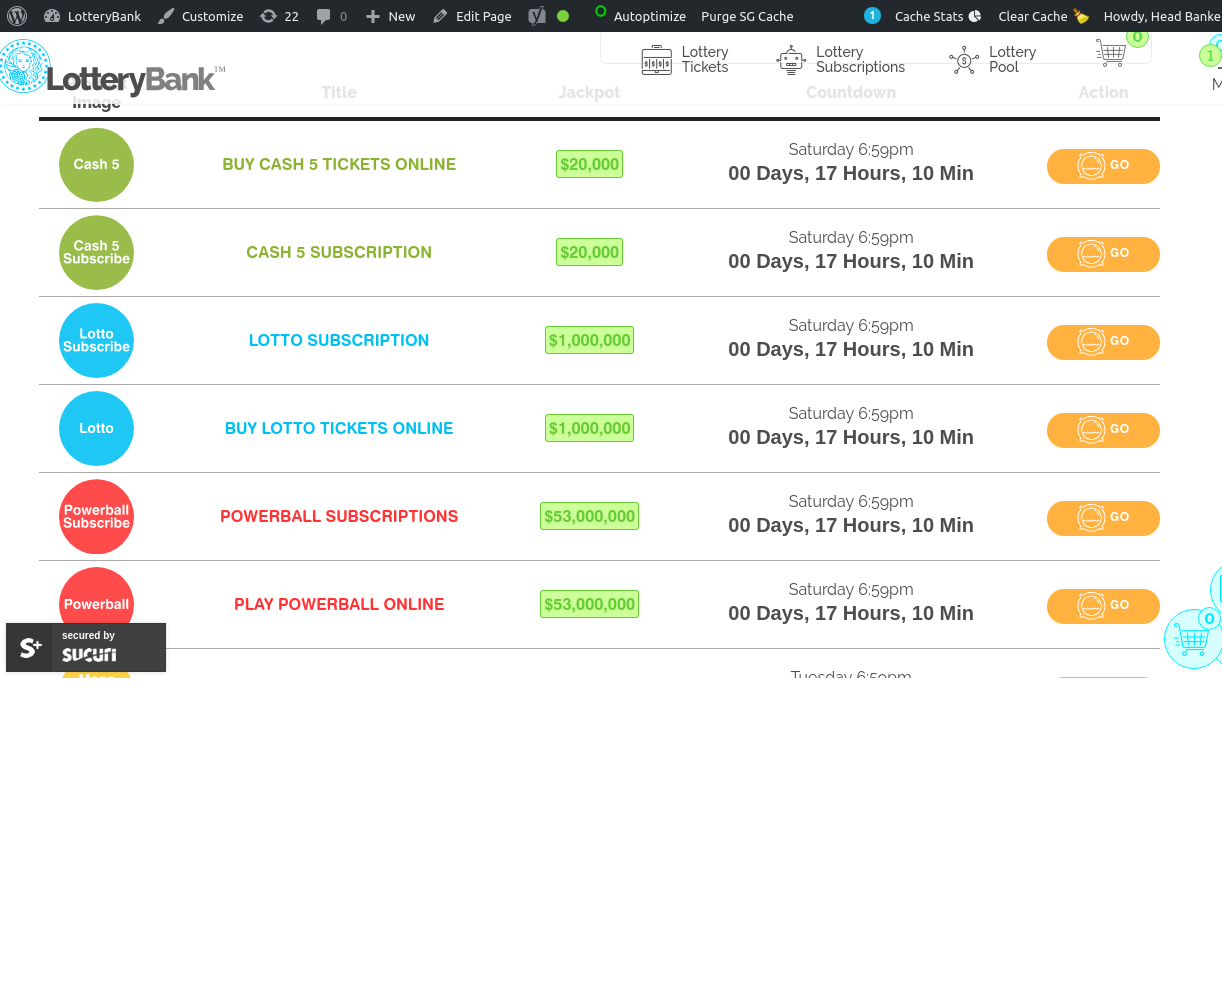 LotteryBank Customize 22 0 New Edit Page Autoptimize Purge SG Cache 1 Cache Stats Clear Cache Howdy, Head Banke
LotteryBank™
Lottery Tickets
Lottery Subscriptions
Lottery Pool
0
1
M
Image Title Jackpot Countdown Action
Cash 5 BUY CASH 5 TICKETS ONLINE $20,000 Saturday 6:59pm GO
00 Days, 17 Hours, 10 Min
Cash 5 Subscribe CASH 5 SUBSCRIPTION $20,000 Saturday 6:59pm GO
00 Days, 17 Hours, 10 Min
Lotto Subscribe LOTTO SUBSCRIPTION $1,000,000 Saturday 6:59pm GO
00 Days, 17 Hours, 10 Min
Lotto BUY LOTTO TICKETS ONLINE $1,000,000 Saturday 6:59pm GO
00 Days, 17 Hours, 10 Min
Powerball Subscribe POWERBALL SUBSCRIPTIONS $53,000,000 Saturday 6:59pm GO
00 Days, 17 Hours, 10 Min
Powerball PLAY POWERBALL ONLINE $53,000,000 Saturday 6:59pm GO
00 Days, 17 Hours, 10 Min
0
S+ secured by
sucuri
Mega Tuesday 6:59pm